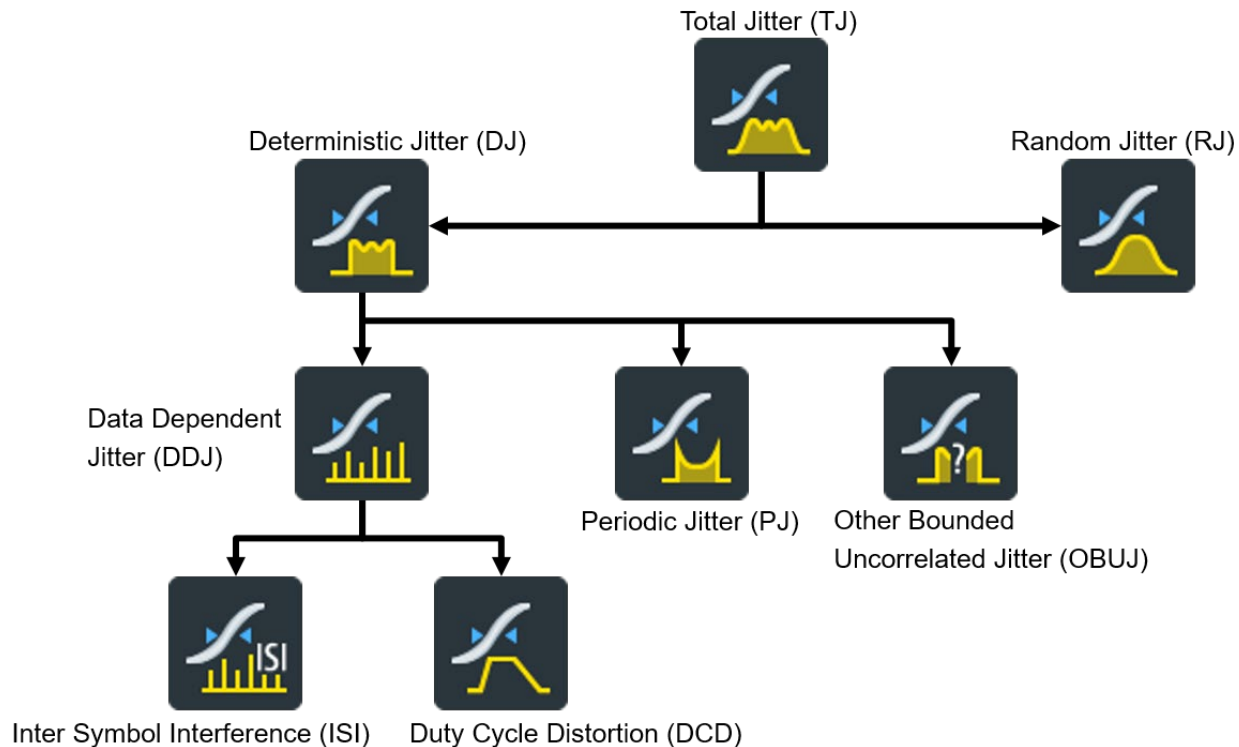 Total Jitter (TJ)
Deterministic Jitter (DJ)
Random Jitter (RJ)
Data Dependent
Jitter (DDJ)
?
Periodic Jitter (PJ)
Other Bounded
Uncorrelated Jitter (OBUJ)
ISI
Inter Symbol Interference (ISI)
Duty Cycle Distortion (DCD)